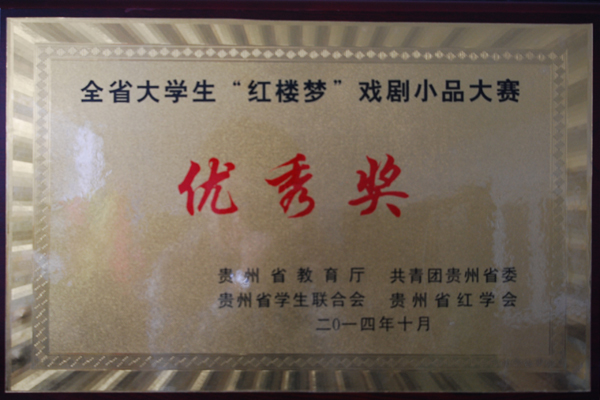 全省大学生“红楼梦”戏剧小品大赛
优秀奖
贵州省教育厅 共青团贵州省委
贵州省学生联合会 贵州省红学会
二0一四年十月